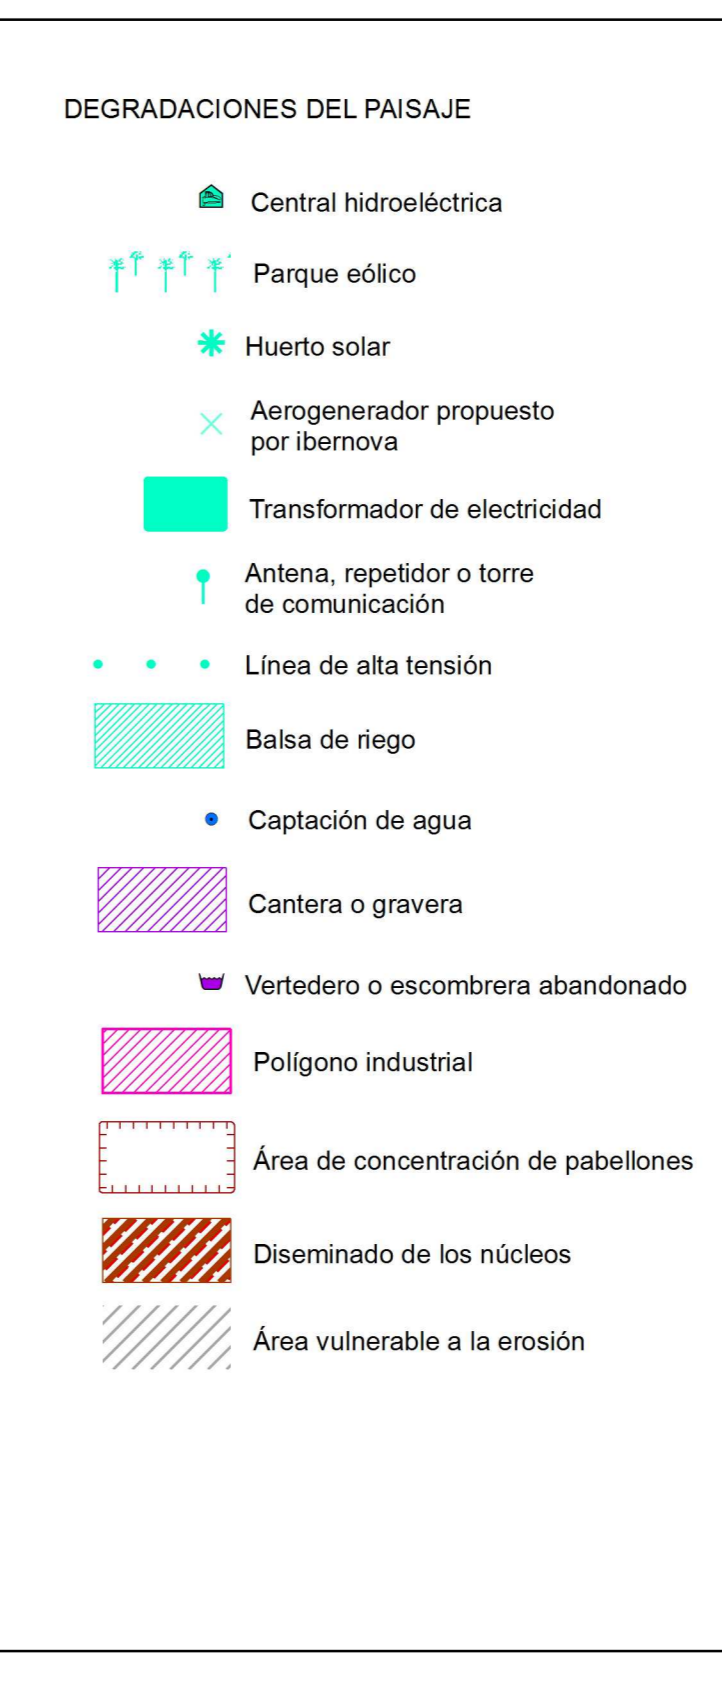 DEGRADACIONES DEL PAISAJE
Central hidroeléctrica
Parque eólico
Huerto solar
Aerogenerador propuesto
por ibernova
Transformador de electricidad
Antena, repetidor o torre
de comunicación
Línea de alta tensión
Balsa de riego
Captación de agua
Cantera o gravera
Vertedero o escombrera abandonado
Polígono industrial
Área de concentración de pabellones
Diseminado de los núcleos
Área vulnerable a la erosión